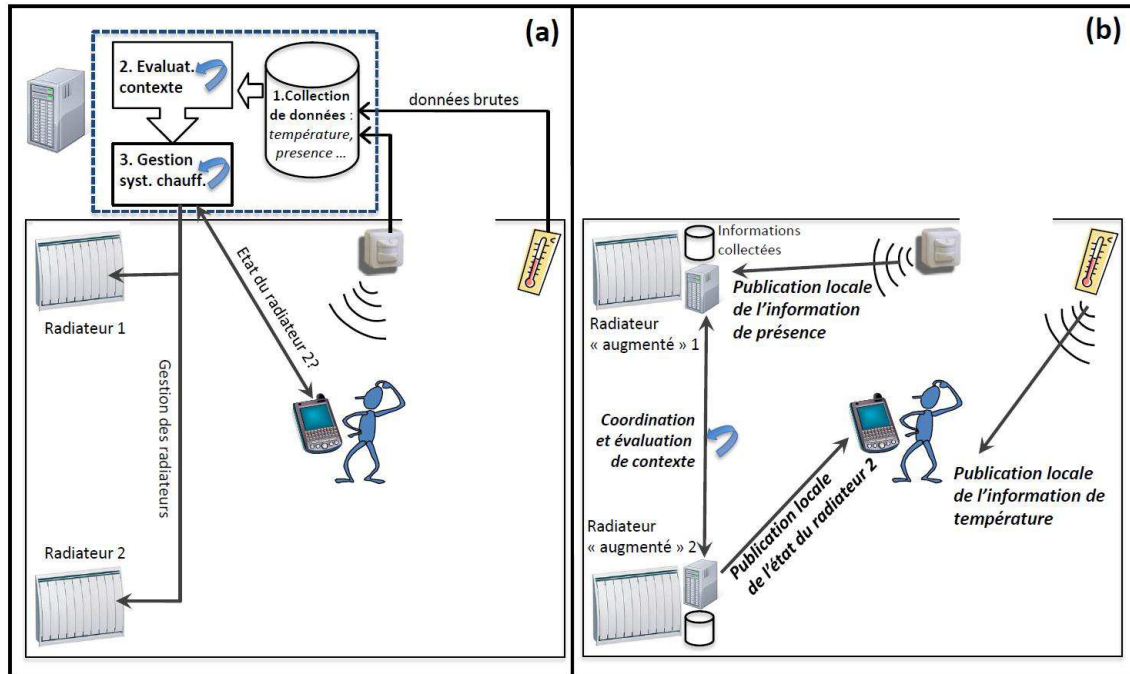 (a)
2. Evaluat.
contexte
1.Collection
de données :
température,
presence ...
données brutes
3. Gestion
syst. chauff.
Etat du radiateur 2?
Radiateur 1
Gestion des radiateurs
Radiateur 2
(b)
Informations
collectées
Publication locale
de l'information
de présence
Radiateur
« augmenté » 1
Coordination
et évaluation
de contexte
Publication locale
de l'information de
température
Radiateur
« augmenté » 2
Publication locale
de l'état du radiateur 2